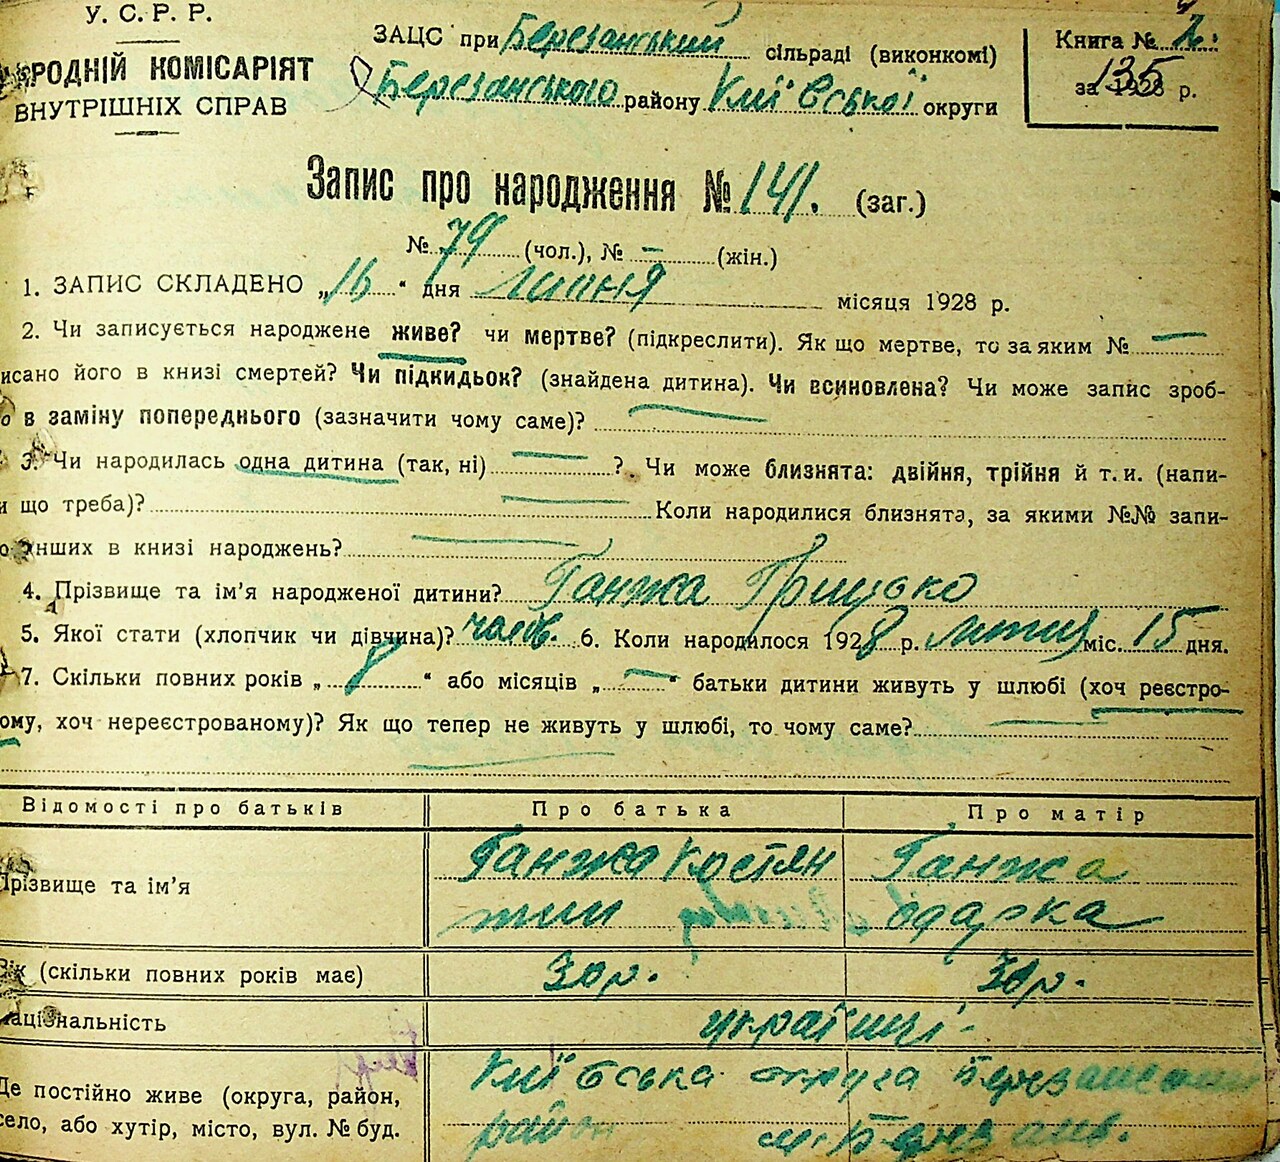 У. С. Р. Р.
РОДНІЙ КОМІСАРІЯТ
ВНУТРІШНІХ СПРАВ
ЗАЦС при Березанський сільраді (виконкомі)
Березанського району Київської округи
Книга № 2.
за 1928 р.
135
Запис про народження № 141. (заг.)
№ 79 (чол.), № — (жін.)
1. ЗАПИС СКЛАДЕНО „16“ дня липня місяця 1928 р.
2. Чи записується народжене живе? чи мертве? (підкреслити). Як що мертве, то за яким № —
исано його в книзі смертей? Чи підкидьок? (знайдена дитина). Чи всиновлена? Чи може запис зроб-
о в заміну попереднього (зазначити чому саме)? —
3. Чи народилась одна дитина (так, ні) — ? Чи може близнята: двійня, трійня й т. и. (напи-
и що треба)? — Коли народилися близнята, за якими №№ запи-
інших в книзі народжень? —
4. Прізвище та ім'я народженої дитини? Ганжа Грицько
5. Якої стати (хлопчик чи дівчина)? чолов. 6. Коли народилося 1928 р. липня міс. 15 дня.
7. Скільки повних років „8“ або місяців „—“ батьки дитини живуть у шлюбі (хоч реєстро-
ому, хоч нереєстрованому)? Як що тепер не живуть у шлюбі, то чому саме? —
Відомості про батьків Про батька Про матір
Прізвище та ім'я Ганжа Костян Ганжа
тин Одарка
Вік (скільки повних років має) 30 р. 30 р.
Національність українці
Де постійно живе (округа, район, Київська округа
село, або хутір, місто, вул. № буд. район м. Березань.